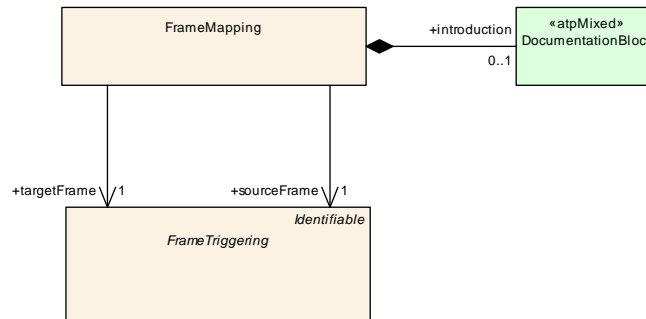 FrameMapping
«atpMixed»
+introduction
DocumentationBloc
0..1
+targetFrame 1 +sourceFrame 1
Identifiable
FrameTriggering